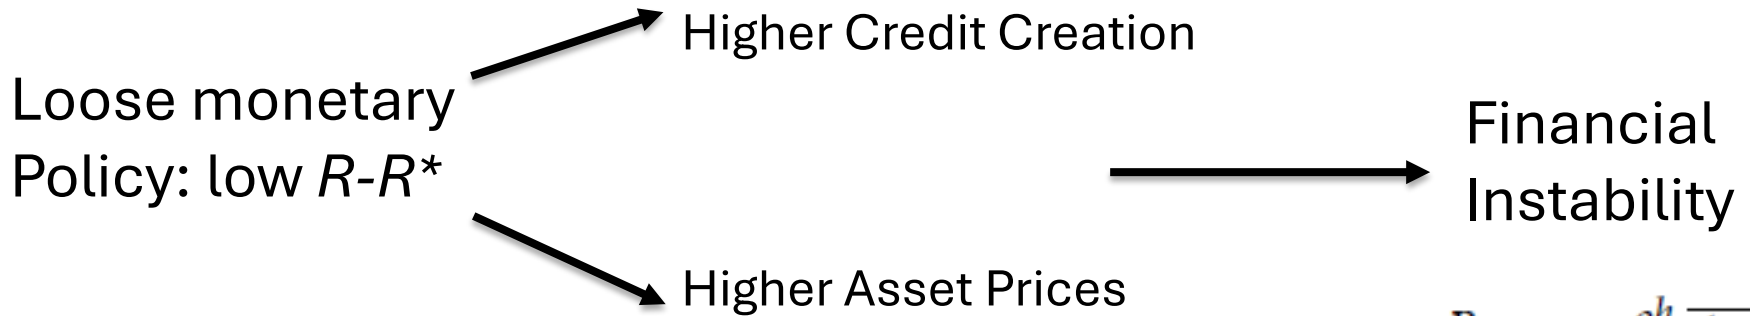 Higher Credit Creation
Loose monetary
Policy: low R-R*
Financial
Instability
Higher Asset Prices